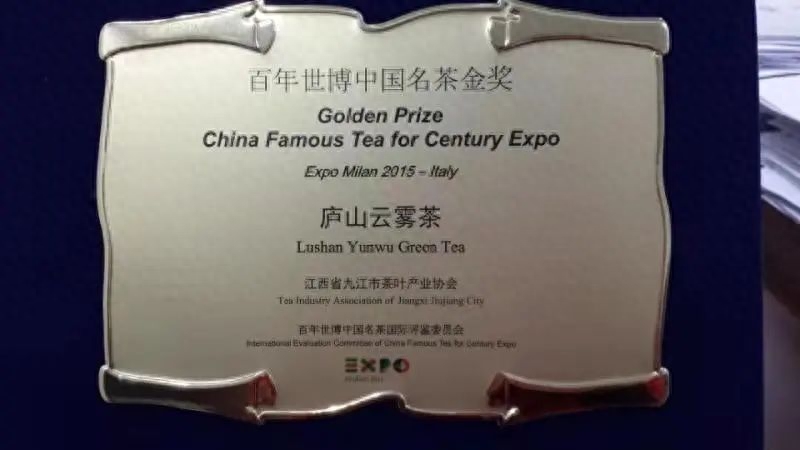 百年世博中国名茶金奖
Golden Prize
China Famous Tea for Century Expo
Expo Milan 2015 – Italy
庐山云雾茶
Lushan Yunwu Green Tea
江西省九江市茶叶产业协会
Tea Industry Association of Jiangxi Jiujiang City
百年世博中国名茶国际评鉴委员会
International Evaluation Committee of China Famous Tea for Century Expo
EXPO